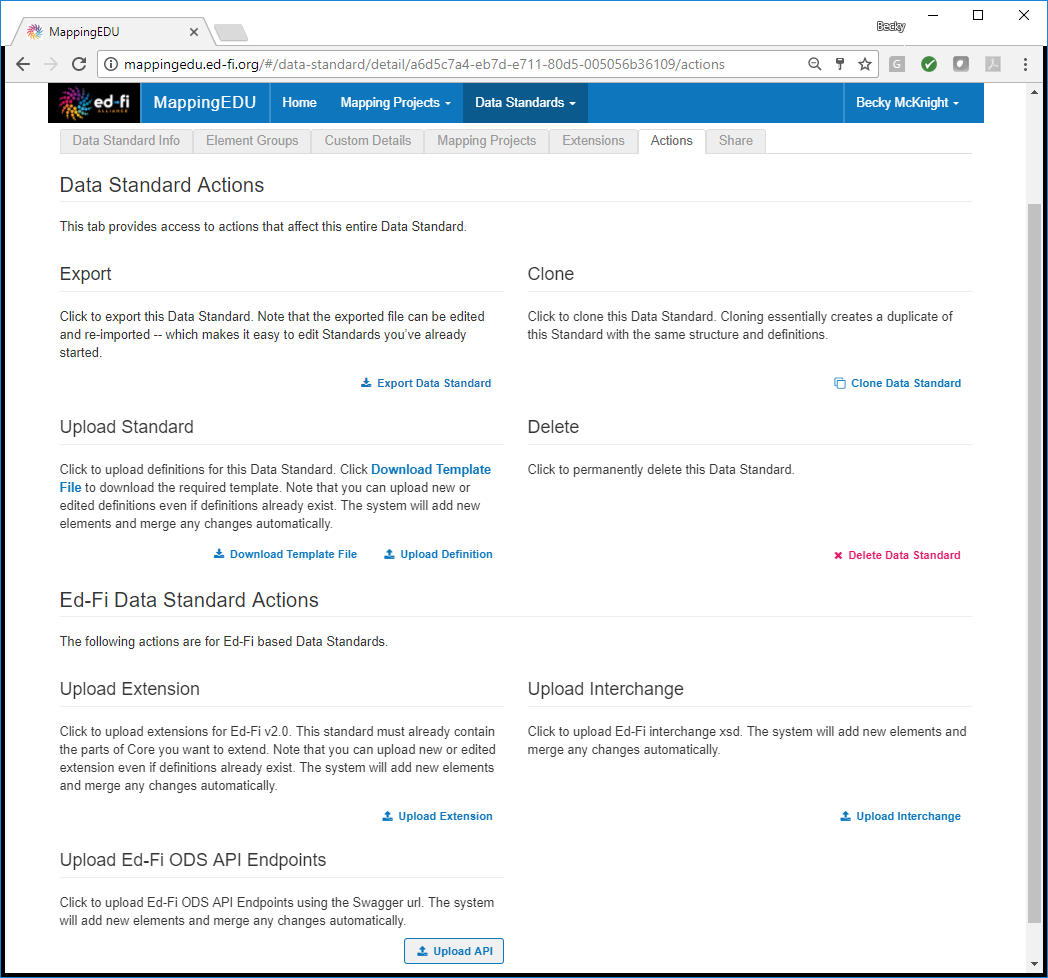 MappingEDU
Becky
mappingedu.ed-fi.org/#/data-standard/detail/a6d5c7a4-eb7d-e711-80d5-005056b36109/actions
G
ed-fi
ALLIANCE
MappingEDU
Home
Mapping Projects
Data Standards
Becky McKnight
Data Standard Info
Element Groups
Custom Details
Mapping Projects
Extensions
Actions
Share
Data Standard Actions
This tab provides access to actions that affect this entire Data Standard.
Export
Click to export this Data Standard. Note that the exported file can be edited
and re-imported -- which makes it easy to edit Standards you've already
started.
Export Data Standard
Clone
Click to clone this Data Standard. Cloning essentially creates a duplicate of
this Standard with the same structure and definitions.
Clone Data Standard
Upload Standard
Click to upload definitions for this Data Standard. Click Download Template
File to download the required template. Note that you can upload new or
edited definitions even if definitions already exist. The system will add new
elements and merge any changes automatically.
Download Template File
Upload Definition
Delete
Click to permanently delete this Data Standard.
Delete Data Standard
Ed-Fi Data Standard Actions
The following actions are for Ed-Fi based Data Standards.
Upload Extension
Click to upload extensions for Ed-Fi v2.0. This standard must already contain
the parts of Core you want to extend. Note that you can upload new or edited
extension even if definitions already exist. The system will add new elements
and merge any changes automatically.
Upload Extension
Upload Interchange
Click to upload Ed-Fi interchange xsd. The system will add new elements and
merge any changes automatically.
Upload Interchange
Upload Ed-Fi ODS API Endpoints
Click to upload Ed-Fi ODS API Endpoints using the Swagger url. The system
will add new elements and merge any changes automatically.
Upload API